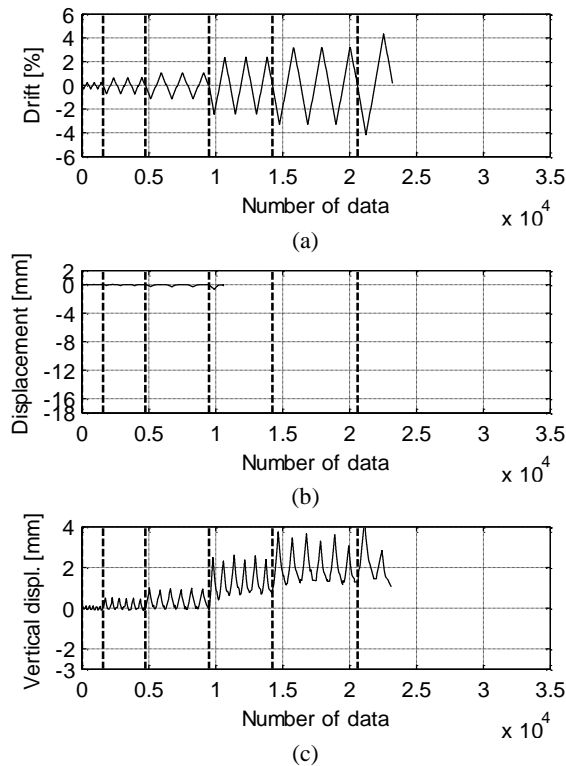 6
4
2
0
-2
-4
-6
Drift [%]
0 0.5 1 1.5 2 2.5 3 3.5
Number of data
x 10^4
(a)
2
0
-4
-8
-12
-16
-18
Displacement [mm]
0 0.5 1 1.5 2 2.5 3 3.5
Number of data
x 10^4
(b)
4
2
0
-2
-3
Vertical displ. [mm]
0 0.5 1 1.5 2 2.5 3 3.5
Number of data
x 10^4
(c)